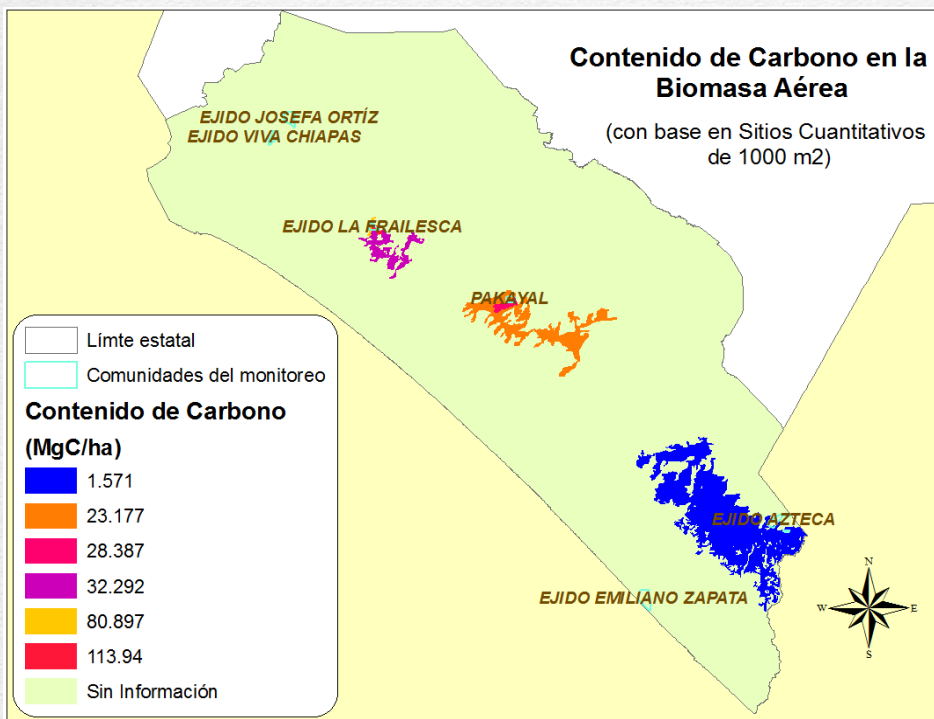 Contenido de Carbono en la
Biomasa Aérea
(con base en Sitios Cuantitativos
de 1000 m2)
EJIDO JOSEFA ORTÍZ
EJIDO VIVA CHIAPAS
EJIDO LA FRAILESCA
PAKAYAL
EJIDO AZTECA
EJIDO EMILIANO ZAPATA
Límte estatal
Comunidades del monitoreo
Contenido de Carbono
(MgC/ha)
1.571
23.177
28.387
32.292
80.897
113.94
Sin Información
N
W
E
S